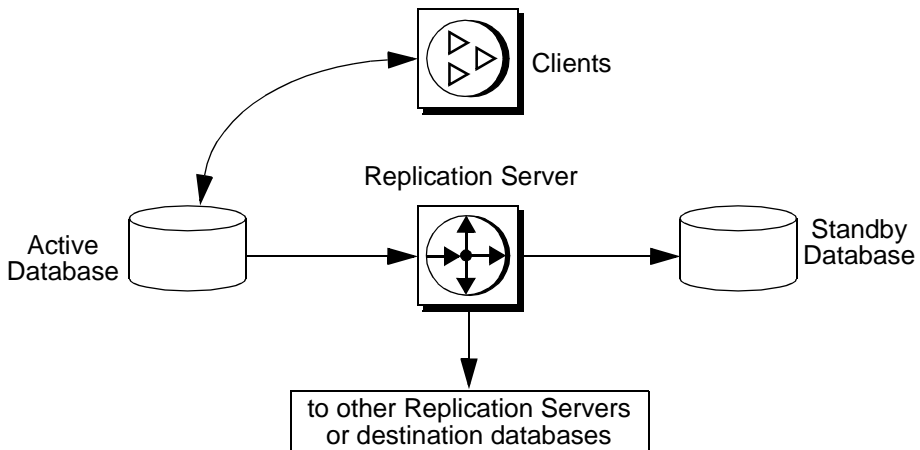 Clients
Replication Server
Active
Database
Standby
Database
to other Replication Servers
or destination databases